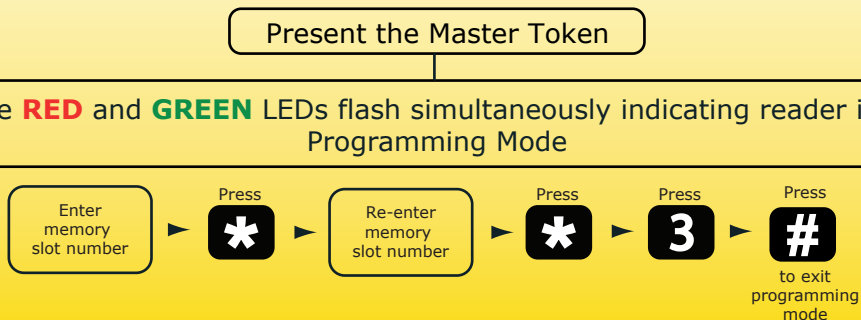 Present the Master Token
RED and GREEN LEDs flash simultaneously indicating reader
Programming Mode
Enter
memory
slot number
Press
*
Re-enter
memory
slot number
Press
*
Press
3
Press
#
to exit
programming
mode